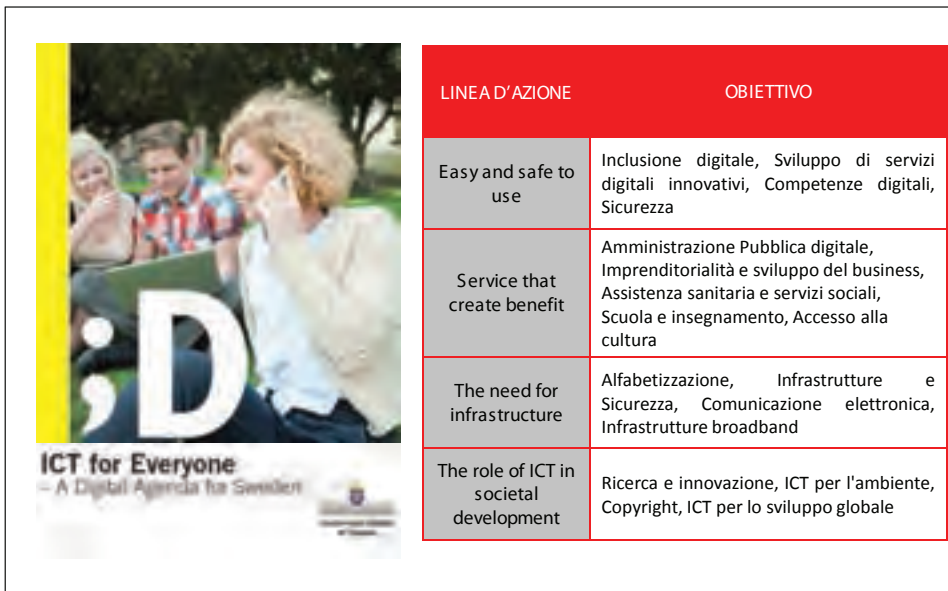 ;D
ICT for Everyone
– A Digital Agenda for Sweden
LINEA D'AZIONE
OBIETTIVO
Easy and safe to
use
Inclusione digitale, Sviluppo di servizi
digitali innovativi, Competenze digitali,
Sicurezza
Service that
create benefit
Amministrazione Pubblica digitale,
Imprenditorialità e sviluppo del business,
Assistenza sanitaria e servizi sociali,
Scuola e insegnamento, Accesso alla
cultura
The need for
infrastructure
Alfabetizzazione, Infrastrutture e
Sicurezza, Comunicazione elettronica,
Infrastrutture broadband
The role of ICT in
societal
development
Ricerca e innovazione, ICT per l'ambiente,
Copyright, ICT per lo sviluppo globale